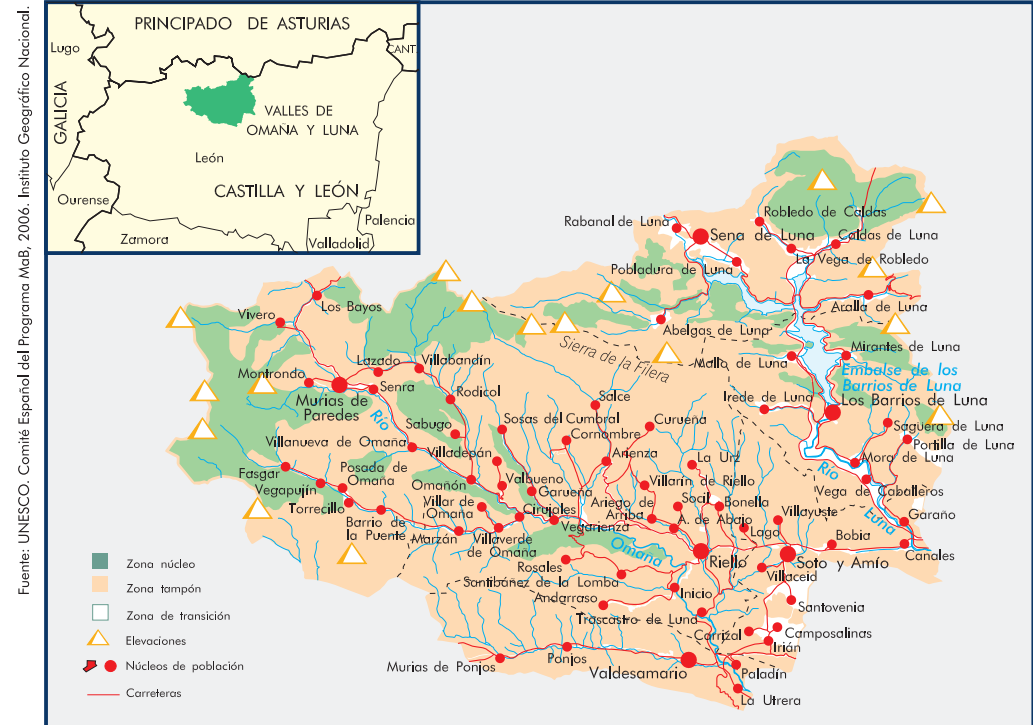 Fuente: UNESCO. Comité Español del Programa MaB, 2006. Instituto Geográfico Nacional.
PRINCIPADO DE ASTURIAS
Lugo
CANT.
GALICIA
VALLES DE
OMAÑA Y LUNA
León
CASTILLA Y LEÓN
Ourense
Palencia
Zamora
Valladolid
Rabanal de Luna
Robledo de Caldas
Sena de Luna
Caldas de Luna
La Vega de Robledo
Pobladura de Luna
Aralla de Luna
Los Bayos
Vivero
Abelgas de Luna
Sierra de la Filera
Mirantes de Luna
Mallo de Luna
Embalse de los
Barrios de Luna
Lazado
Villabandín
Montrondo
Senra
Rodicol
Murias de
Paredes
Río
Salce
Irede de Luna
Los Barrios de Luna
Sabugo
Sosas del Cumbral
Curueña
Saguera de Luna
Cornombre
Portilla de Luna
Villanueva de Omaña
Villadepán
Arienza
La Urz
Mora de Luna
Fasgar
Posada de
Omana
Vegapujín
Omañón
Valbueno
Garueña
Villarín de Riello
Río
Vega de Caballeros
Torrecillo
Villar de
Omaña
Cirujales
Ariego de
Arriba
Socil
Bonella
Villayuste
Luna
Garaño
Barrio de
la Puente
Marzán
Villaverde
de Omaña
Vegarienza
A. de Abajo
Lago
Bobia
Omaña
Canales
Rosales
Riello
Soto y Amío
Santibáñez de la Lomba
Villaceid
Andarraso
Inicio
Santovenia
Trascastro de Luna
Carrizal
Camposalinas
Irián
Murias de Ponjos
Ponjos
Valdesamario
Paladín
La Utrera
Zona núcleo
Zona tampón
Zona de transición
Elevaciones
Núcleos de población
Carreteras